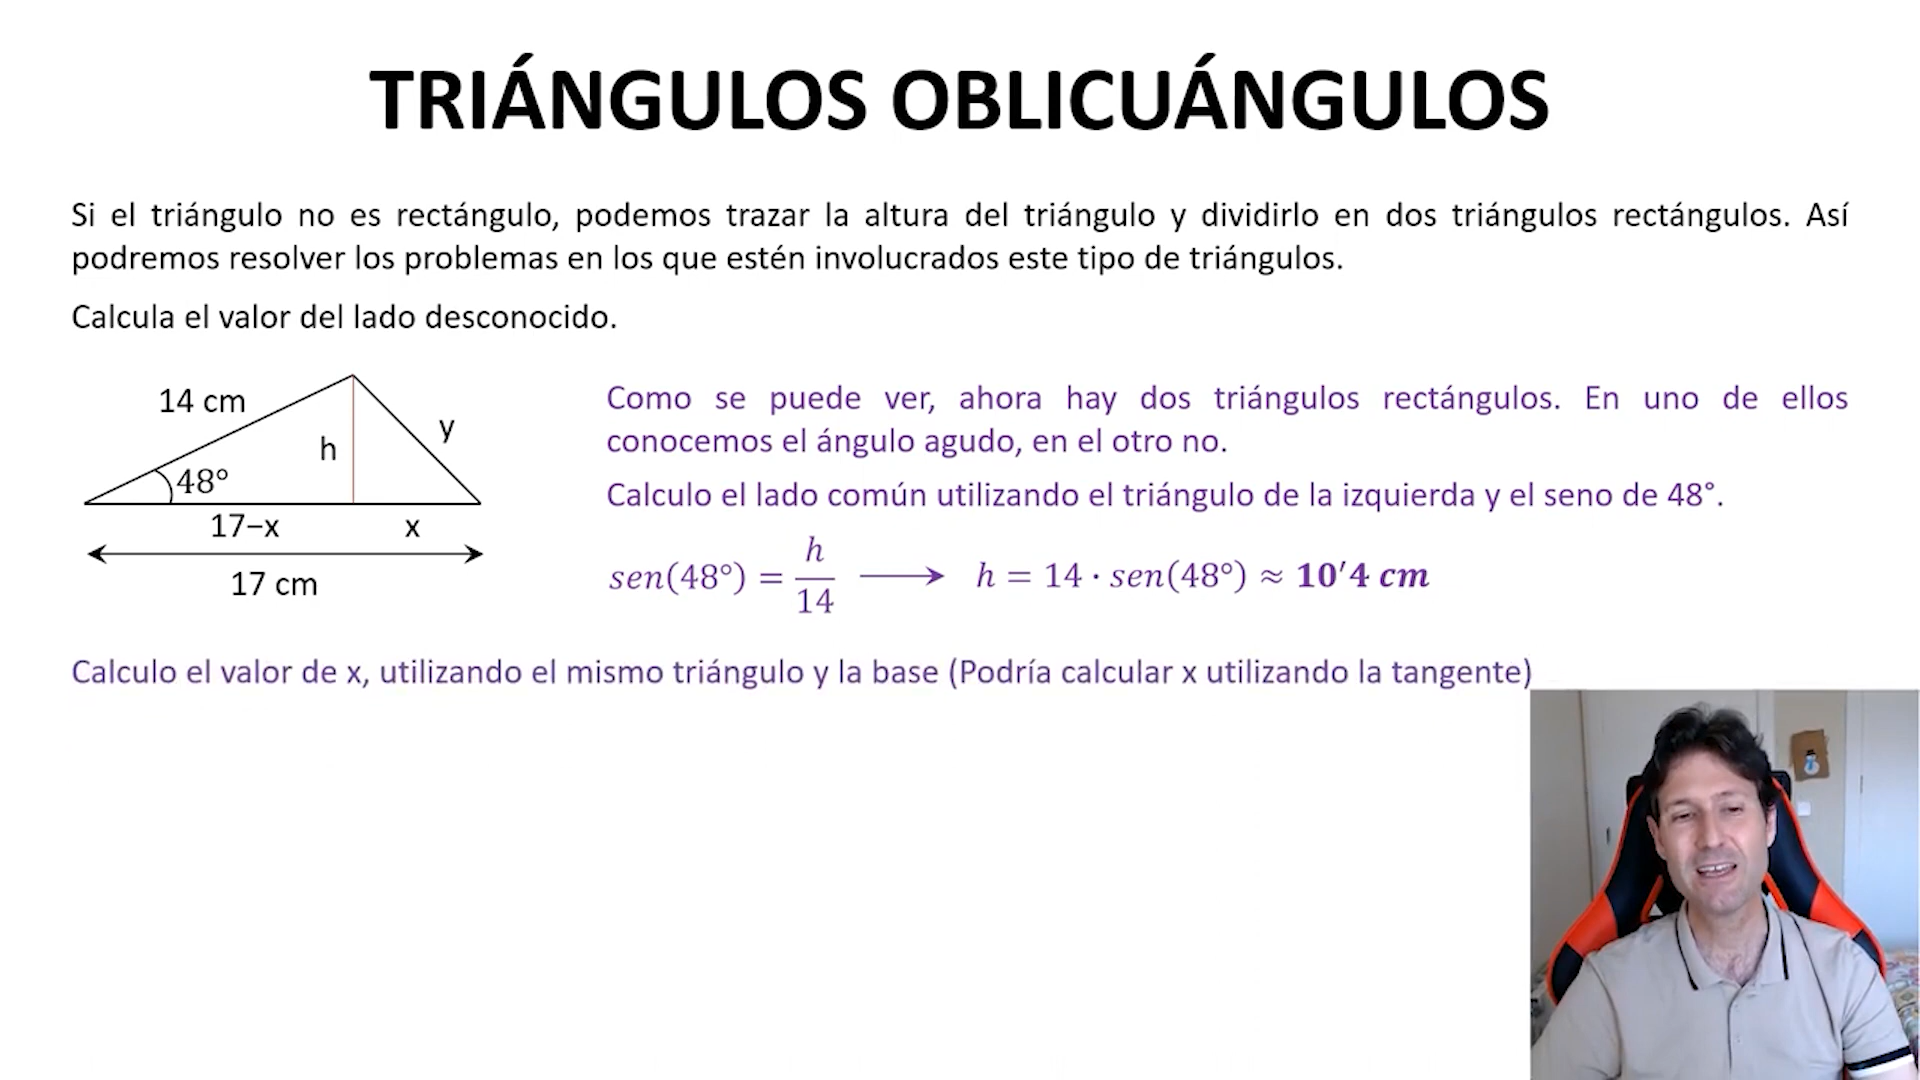 TRIÁNGULOS OBLICUÁNGULOS
Si el triángulo no es rectángulo, podemos trazar la altura del triángulo y dividirlo en dos triángulos rectángulos. Así
podremos resolver los problemas en los que estén involucrados este tipo de triángulos.
Calcula el valor del lado desconocido.
14 cm
y
h
48°
17−x
x
17 cm
Como se puede ver, ahora hay dos triángulos rectángulos. En uno de ellos
conocemos el ángulo agudo, en el otro no.
Calculo el lado común utilizando el triángulo de la izquierda y el seno de 48°.
sen(48°) = h/14 ⟶ h = 14 · sen(48°) ≈ 10′4 cm
Calculo el valor de x, utilizando el mismo triángulo y la base (Podría calcular x utilizando la tangente)